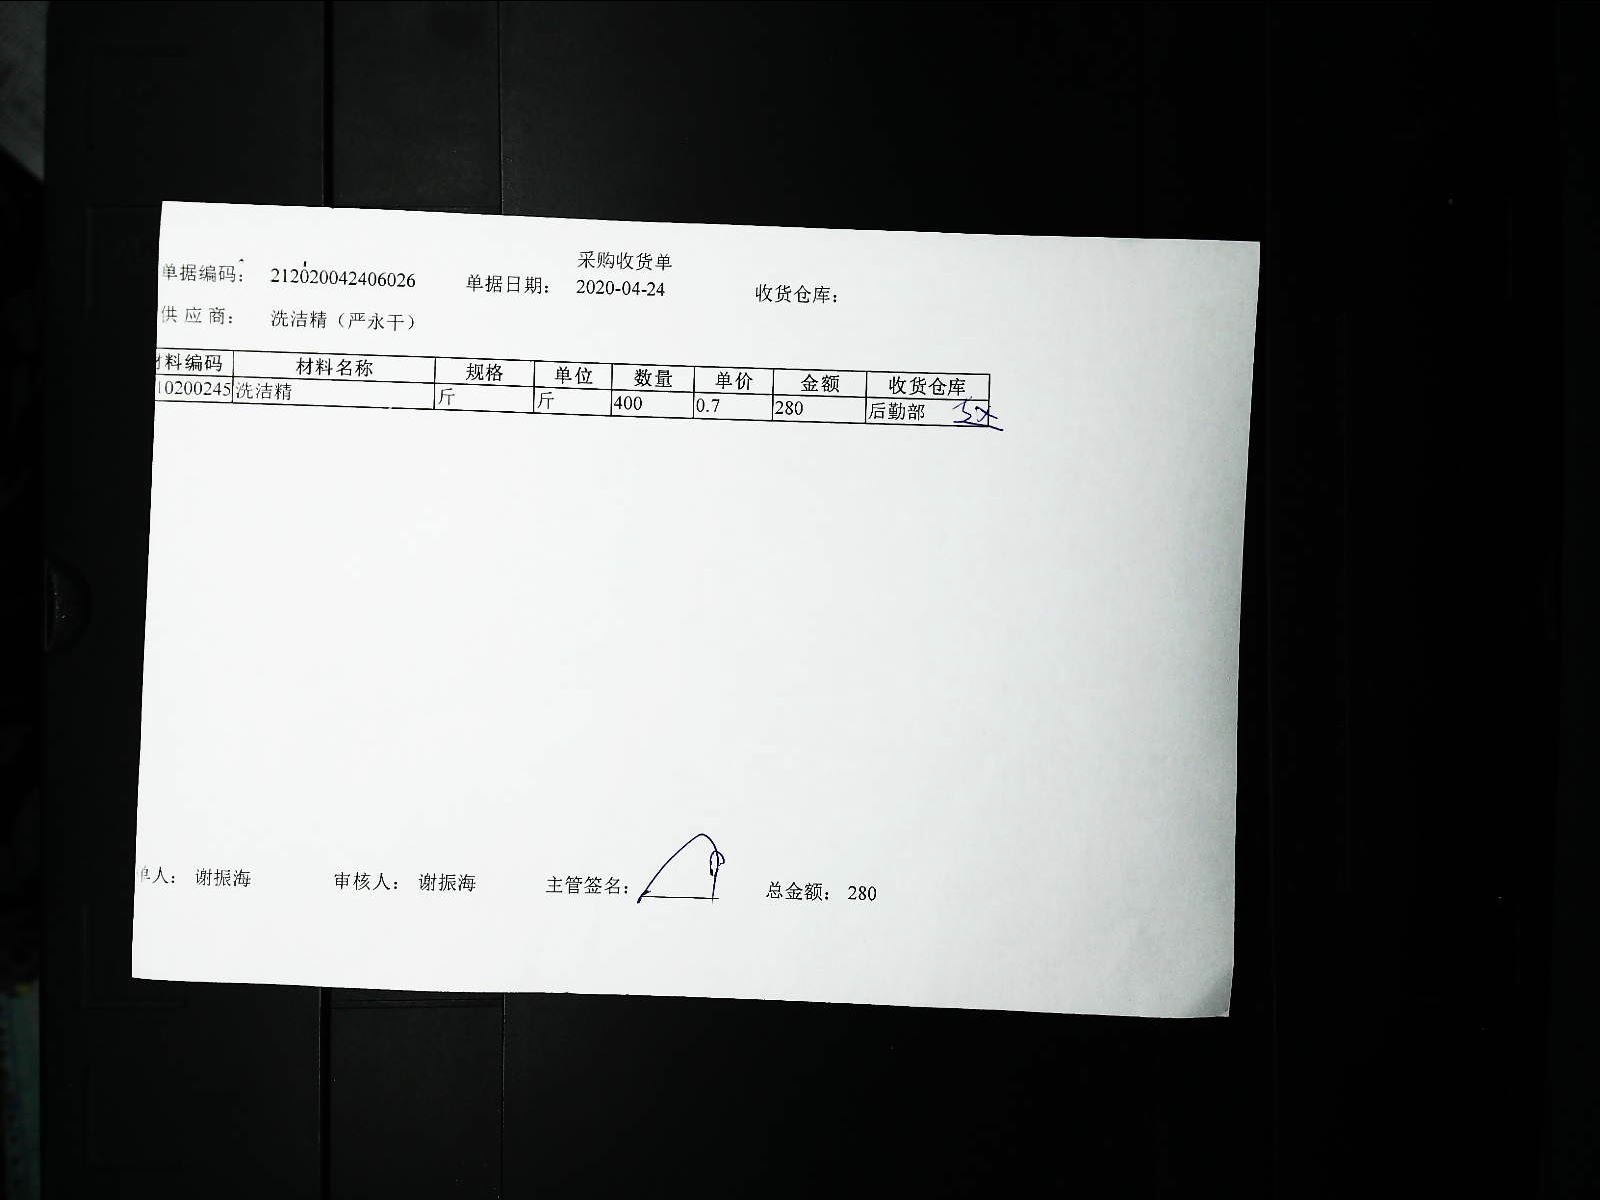 采购收货单
单据编码： 212020042406026 单据日期： 2020-04-24 收货仓库：
供应商： 洗洁精（严永干）
材料编码 材料名称 规格 单位 数量 单价 金额 收货仓库
10200245 洗洁精 斤 斤 400 0.7 280 后勤部
单人： 谢振海 审核人： 谢振海 主管签名： 总金额： 280